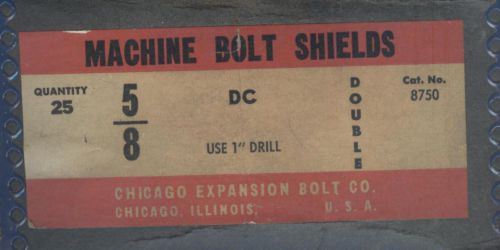 MACHINE BOLT SHIELDS
QUANTITY
25
5/8
DC
USE 1" DRILL
DOUBLE
Cat. No.
8750
CHICAGO EXPANSION BOLT CO.
CHICAGO, ILLINOIS, U. S. A.